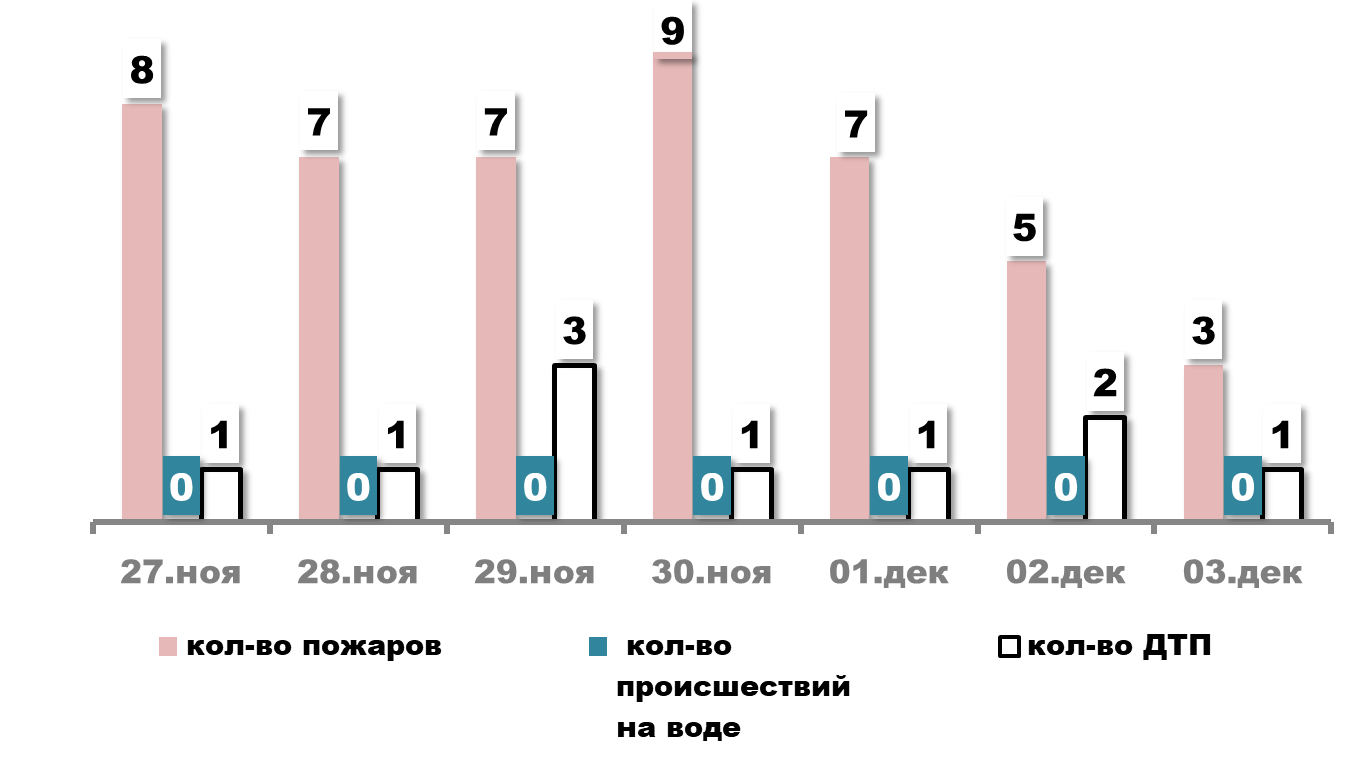 8 7 7 9 7 5 3
0 1 0 1 0 3 0 1 0 1 0 2 0 1
27.ноя 28.ноя 29.ноя 30.ноя 01.дек 02.дек 03.дек
кол-во пожаров
кол-во
происшествий
на воде
кол-во ДТП